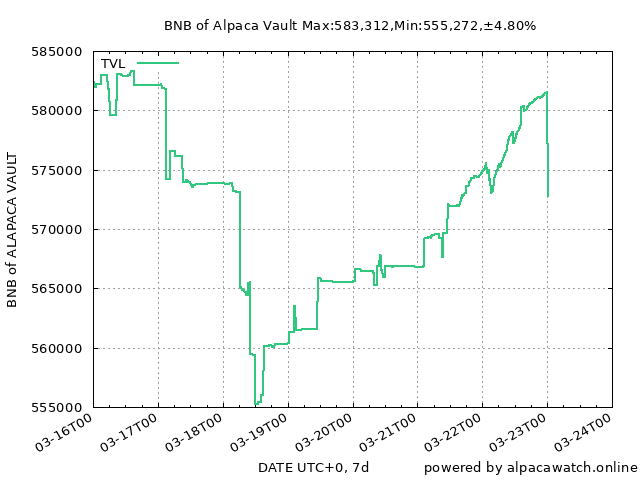 BNB of Alpaca Vault Max:583,312,Min:555,272,±4.80%
585000
TVL
580000
575000
570000
565000
560000
555000
BNB of ALAPACA VAULT
03-16T00
03-17T00
03-18T00
03-19T00
03-20T00
03-21T00
03-22T00
03-23T00
03-24T00
DATE UTC+0, 7d
powered by alpacawatch.online